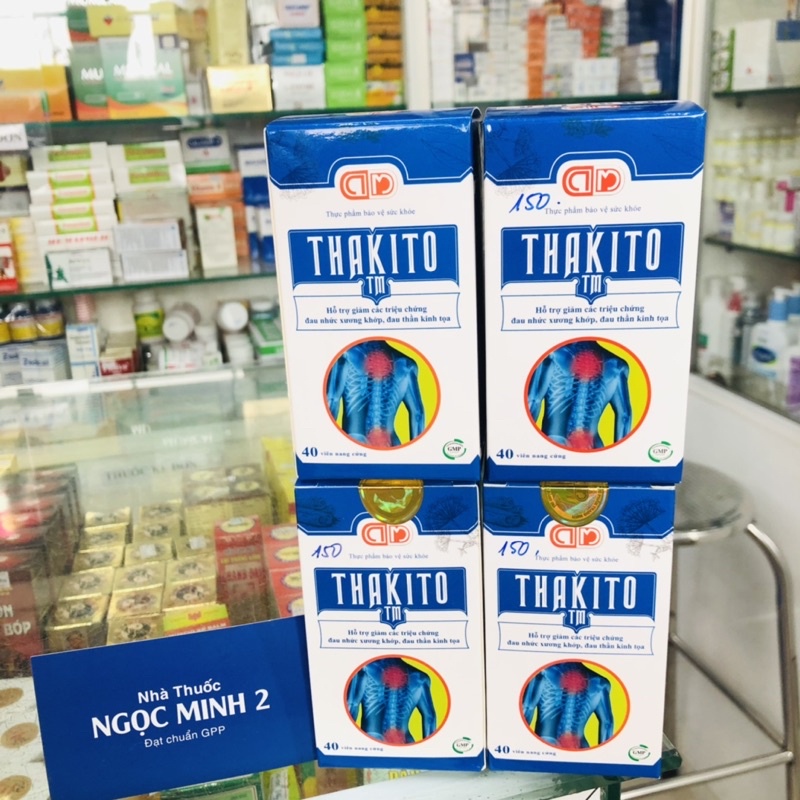 Thực phẩm bảo vệ sức khỏe
THAKITO
TM
Hỗ trợ giảm các triệu chứng
đau nhức xương khớp, đau thần kinh tọa
40 viên nang cứng
GMP
150.
Thực phẩm bảo vệ sức khỏe
THAKITO
TM
Hỗ trợ giảm các triệu chứng
đau nhức xương khớp, đau thần kinh tọa
40 viên nang cứng
GMP
150
Thực phẩm bảo vệ sức khỏe
THAKITO
TM
Hỗ trợ giảm các triệu chứng
đau nhức xương khớp, đau thần kinh tọa
40 viên nang cứng
GMP
150,
Thực phẩm bảo vệ sức khỏe
THAKITO
TM
Hỗ trợ giảm các triệu chứng
đau nhức xương khớp, đau thần kinh tọa
40 viên nang cứng
GMP
BÓP
Nhà Thuốc
NGỌC MINH 2
Đạt chuẩn GPP